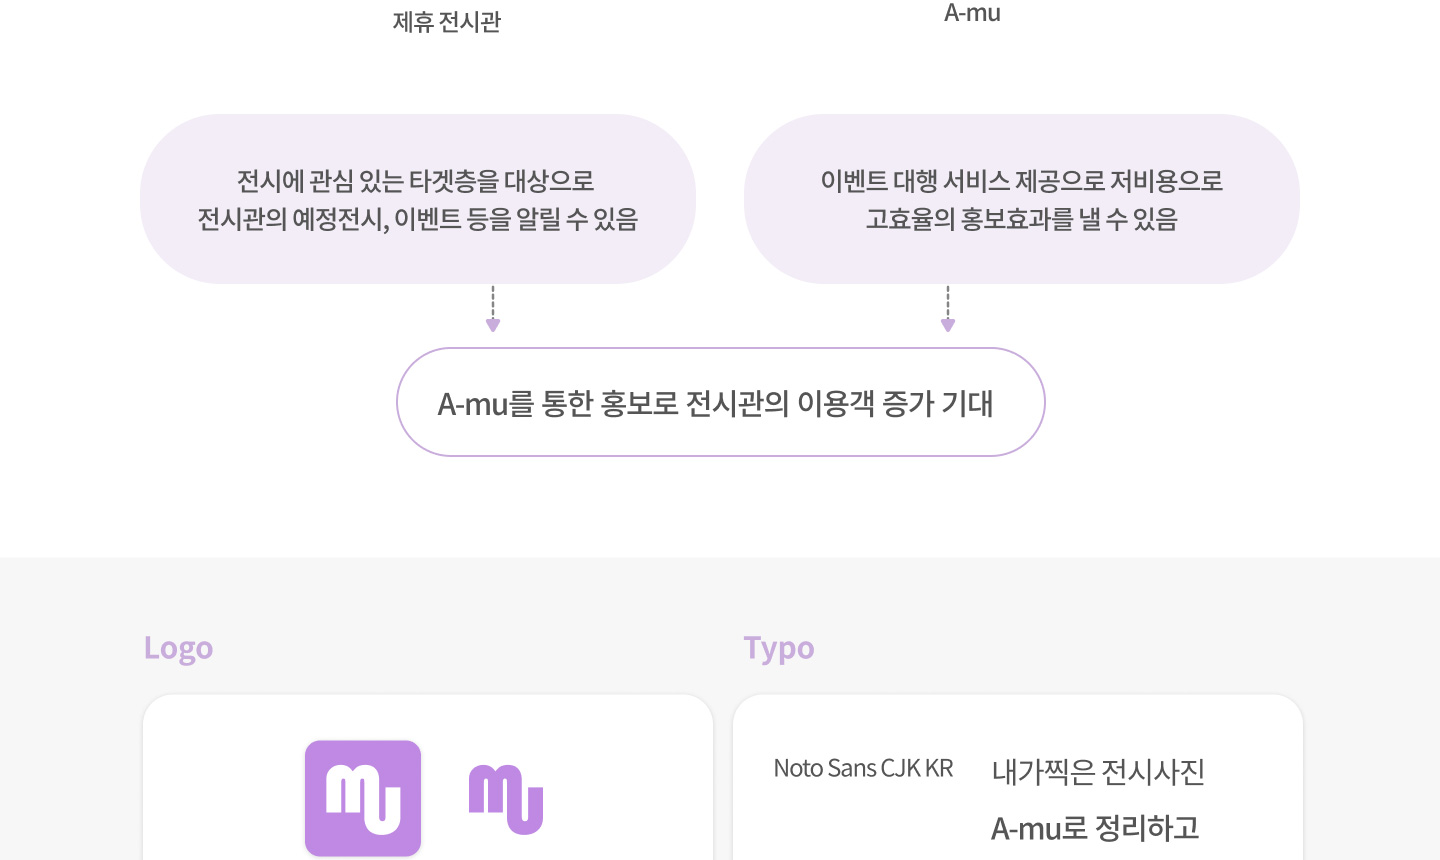 제휴 전시관
A-mu
전시에 관심 있는 타겟층을 대상으로
전시관의 예정전시, 이벤트 등을 알릴 수 있음
이벤트 대행 서비스 제공으로 저비용으로
고효율의 홍보효과를 낼 수 있음
A-mu를 통한 홍보로 전시관의 이용객 증가 기대
Logo
Typo
mu
mu
Noto Sans CJK KR
내가찍은 전시사진
A-mu로 정리하고